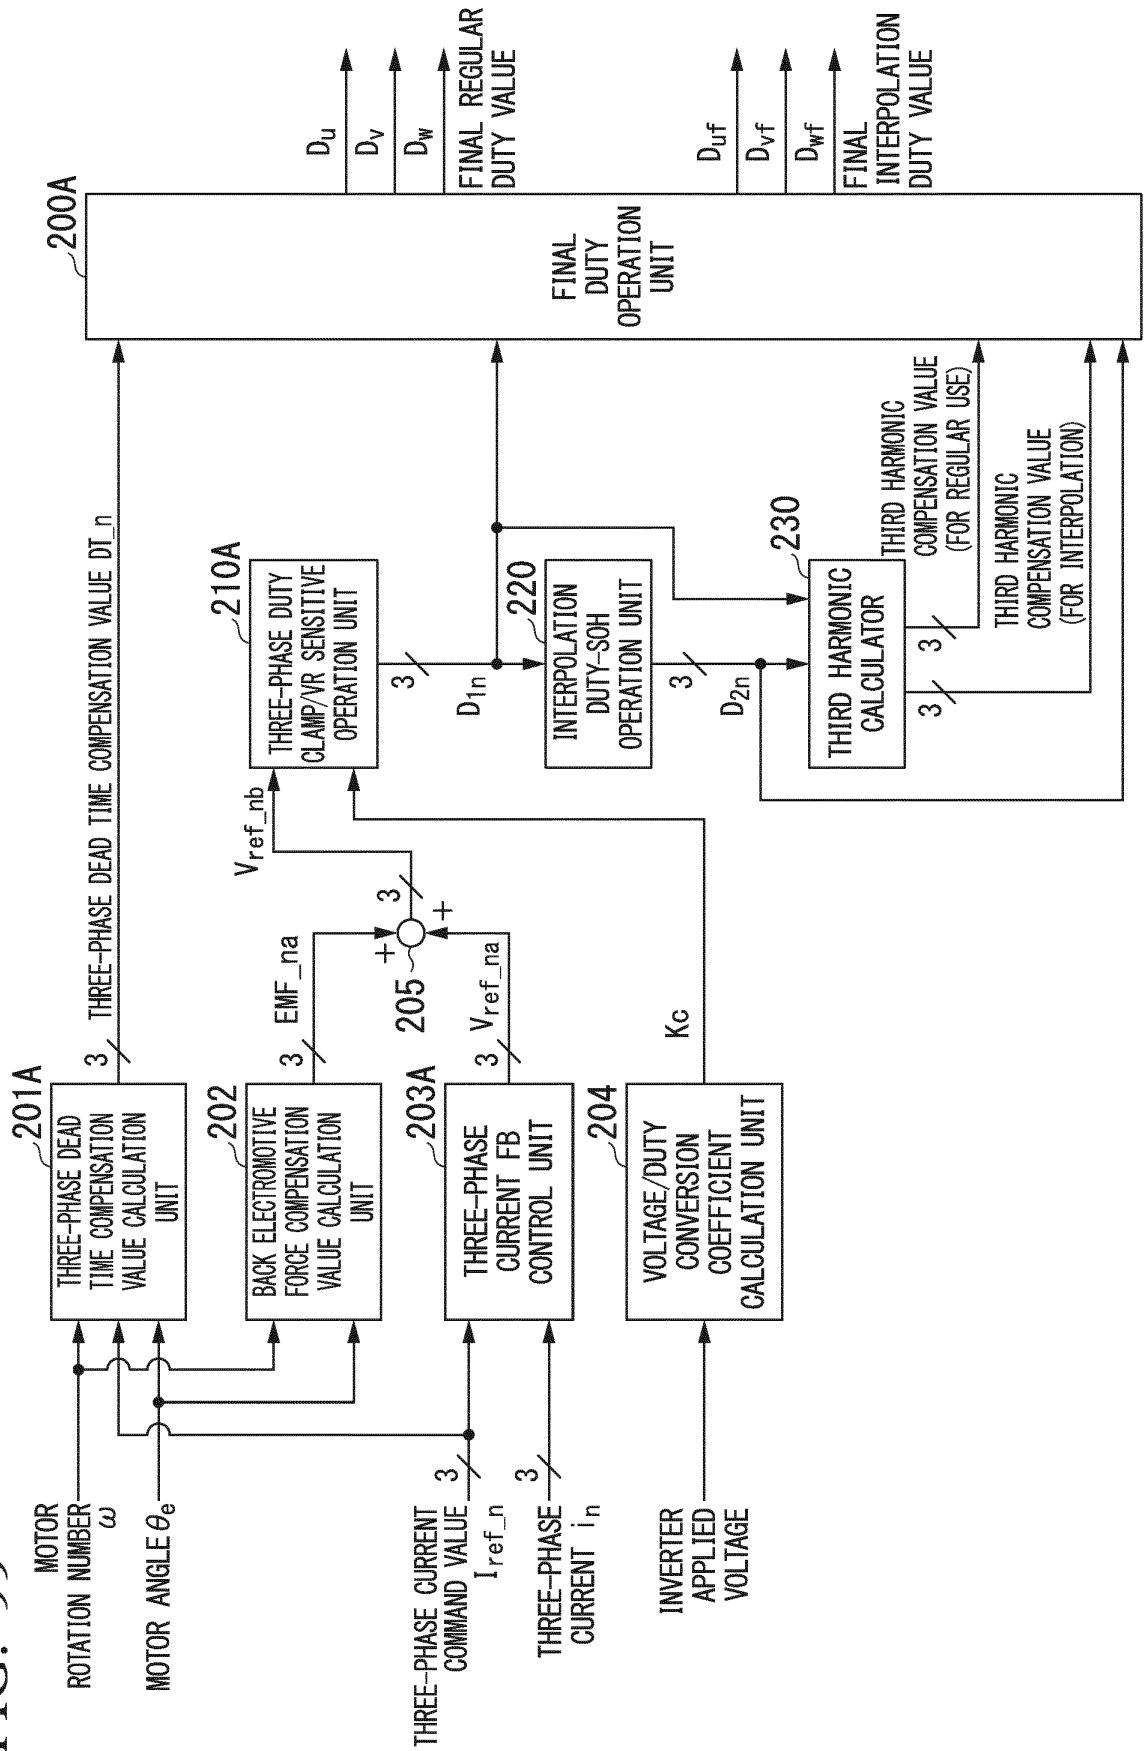 MOTOR
ROTATION NUMBER
ω
MOTOR ANGLE θe
THREE-PHASE CURRENT
COMMAND VALUE
Iref_n
3
THREE-PHASE
CURRENT in
3
INVERTER
APPLIED
VOLTAGE
201A
THREE-PHASE DEAD
TIME COMPENSATION
VALUE CALCULATION
UNIT
3
THREE-PHASE DEAD TIME COMPENSATION VALUE DT_n
202
BACK ELECTROMOTIVE
FORCE COMPENSATION
VALUE CALCULATION
UNIT
3
EMF_na
203A
THREE-PHASE
CURRENT FB
CONTROL UNIT
3
Vref_na
204
VOLTAGE/DUTY
CONVERSION
COEFFICIENT
CALCULATION UNIT
Kc
+
+
205
3
Vref_nb
210A
THREE-PHASE DUTY
CLAMP/VR SENSITIVE
OPERATION UNIT
3
D1n
220
INTERPOLATION
DUTY-SOH
OPERATION UNIT
3
D2n
230
THIRD HARMONIC
CALCULATOR
3
THIRD HARMONIC
COMPENSATION VALUE
(FOR REGULAR USE)
3
THIRD HARMONIC
COMPENSATION VALUE
(FOR INTERPOLATION)
200A
FINAL
DUTY
OPERATION
UNIT
Du
Dv
Dw
FINAL REGULAR
DUTY VALUE
Duf
Dvf
Dwf
FINAL
INTERPOLATION
DUTY VALUE